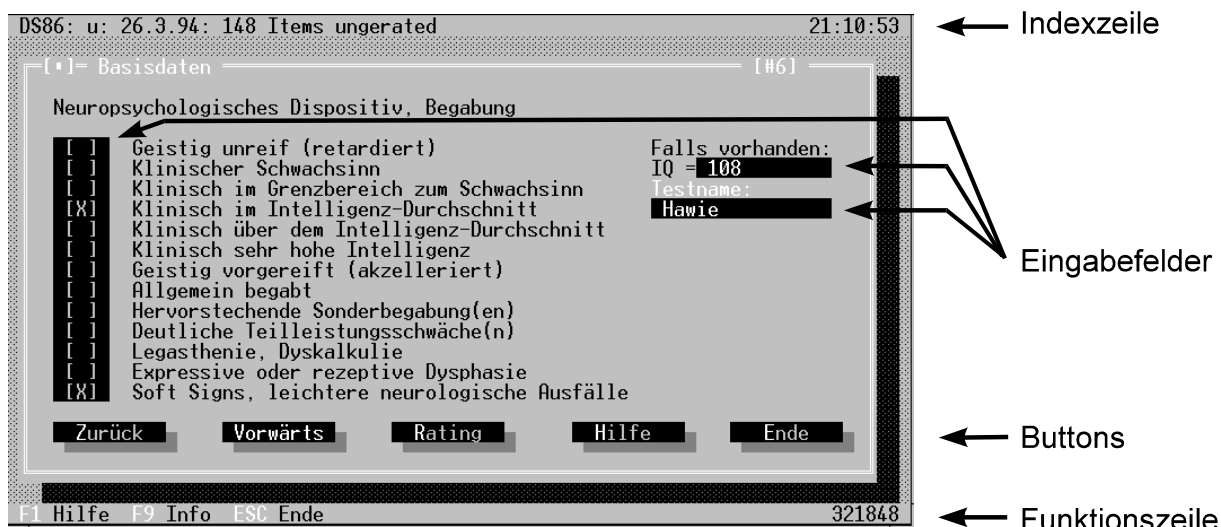 DS86: u: 26.3.94: 148 Items ungerated 21:10:53
Indexzeile
[▪]= Basisdaten [#6]
Neuropsychologisches Dispositiv, Begabung
[ ] Geistig unreif (retardiert) Falls vorhanden:
[ ] Klinischer Schwachsinn IQ = 108
[ ] Klinisch im Grenzbereich zum Schwachsinn Testname:
[X] Klinisch im Intelligenz-Durchschnitt Hawie
[ ] Klinisch über dem Intelligenz-Durchschnitt
[ ] Klinisch sehr hohe Intelligenz
Eingabefelder
[ ] Geistig vorgereift (akzelleriert)
[ ] Allgemein begabt
[ ] Hervorstechende Sonderbegabung(en)
[ ] Deutliche Teilleistungsschwäche(n)
[ ] Legasthenie, Dyskalkulie
[ ] Expressive oder rezeptive Dysphasie
[X] Soft Signs, leichtere neurologische Ausfälle
Zurück Vorwärts Rating Hilfe Ende
Buttons
F1 Hilfe F9 Info ESC Ende 321848
Funktionszeile